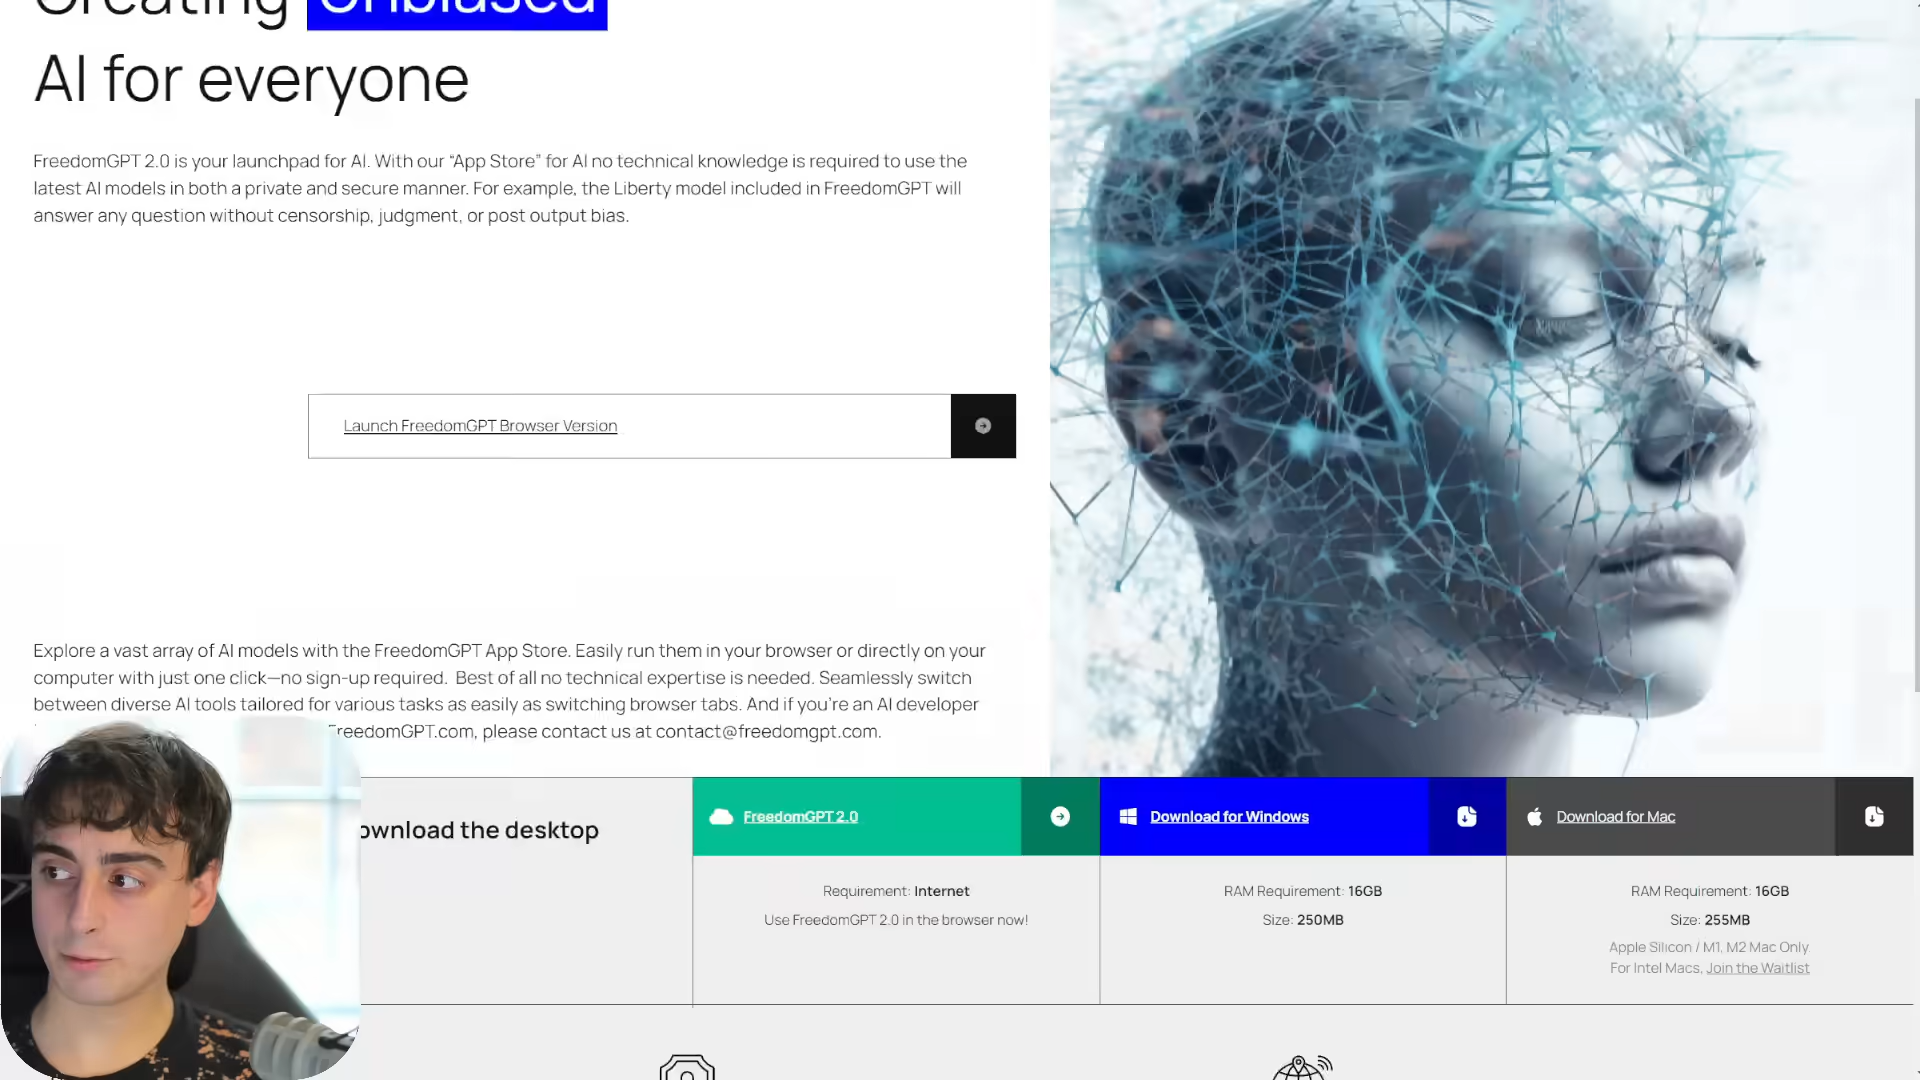 Creating Unbiased
AI for everyone
FreedomGPT 2.0 is your launchpad for AI. With our “App Store” for AI no technical knowledge is required to use the
latest AI models in both a private and secure manner. For example, the Liberty model included in FreedomGPT will
answer any question without censorship, judgment, or post output bias.
Launch FreedomGPT Browser Version
Explore a vast array of AI models with the FreedomGPT App Store. Easily run them in your browser or directly on your
computer with just one click—no sign-up required. Best of all no technical expertise is needed. Seamlessly switch
between diverse AI tools tailored for various tasks as easily as switching browser tabs. And if you're an AI developer
FreedomGPT.com, please contact us at contact@freedomgpt.com.
ownload the desktop
FreedomGPT 2.0
Requirement: Internet
Use FreedomGPT 2.0 in the browser now!
Download for Windows
RAM Requirement: 16GB
Size: 250MB
Download for Mac
RAM Requirement: 16GB
Size: 255MB
Apple Silicon / M1, M2 Mac Only.
For Intel Macs, Join the Waitlist